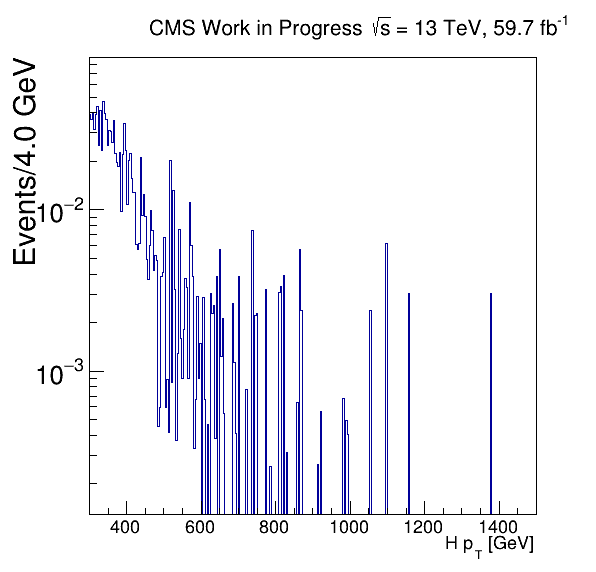 CMS Work in Progress √s = 13 TeV, 59.7 fb⁻¹
Events/4.0 GeV
10⁻²
10⁻³
400 600 800 1000 1200 1400
H p_T [GeV]